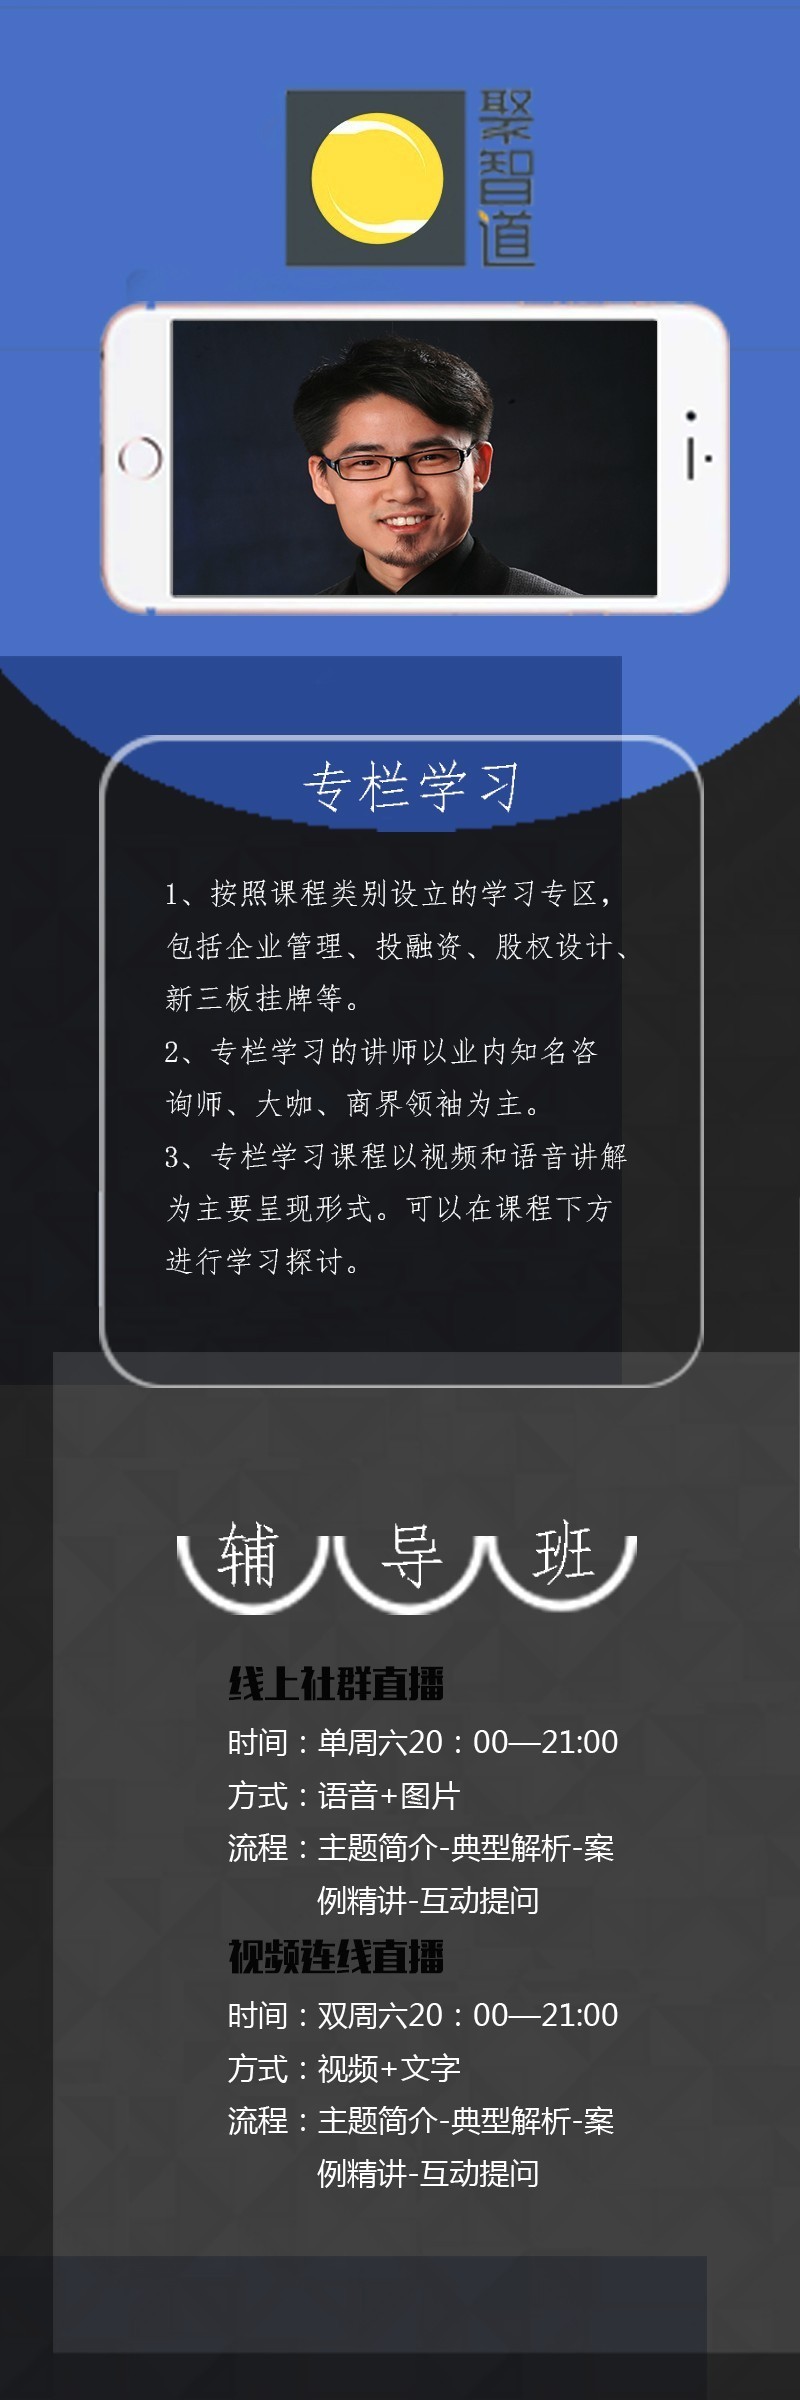 聚智道
专栏学习
1、按照课程类别设立的学习专区，
包括企业管理、投融资、股权设计、
新三板挂牌等。
2、专栏学习的讲师以业内知名咨
询师、大咖、商界领袖为主。
3、专栏学习课程以视频和语音讲解
为主要呈现形式。可以在课程下方
进行学习探讨。
辅导班
线上社群直播
时间：单周六20：00—21:00
方式：语音+图片
流程：主题简介-典型解析-案
例精讲-互动提问
视频连线直播
时间：双周六20：00—21:00
方式：视频+文字
流程：主题简介-典型解析-案
例精讲-互动提问